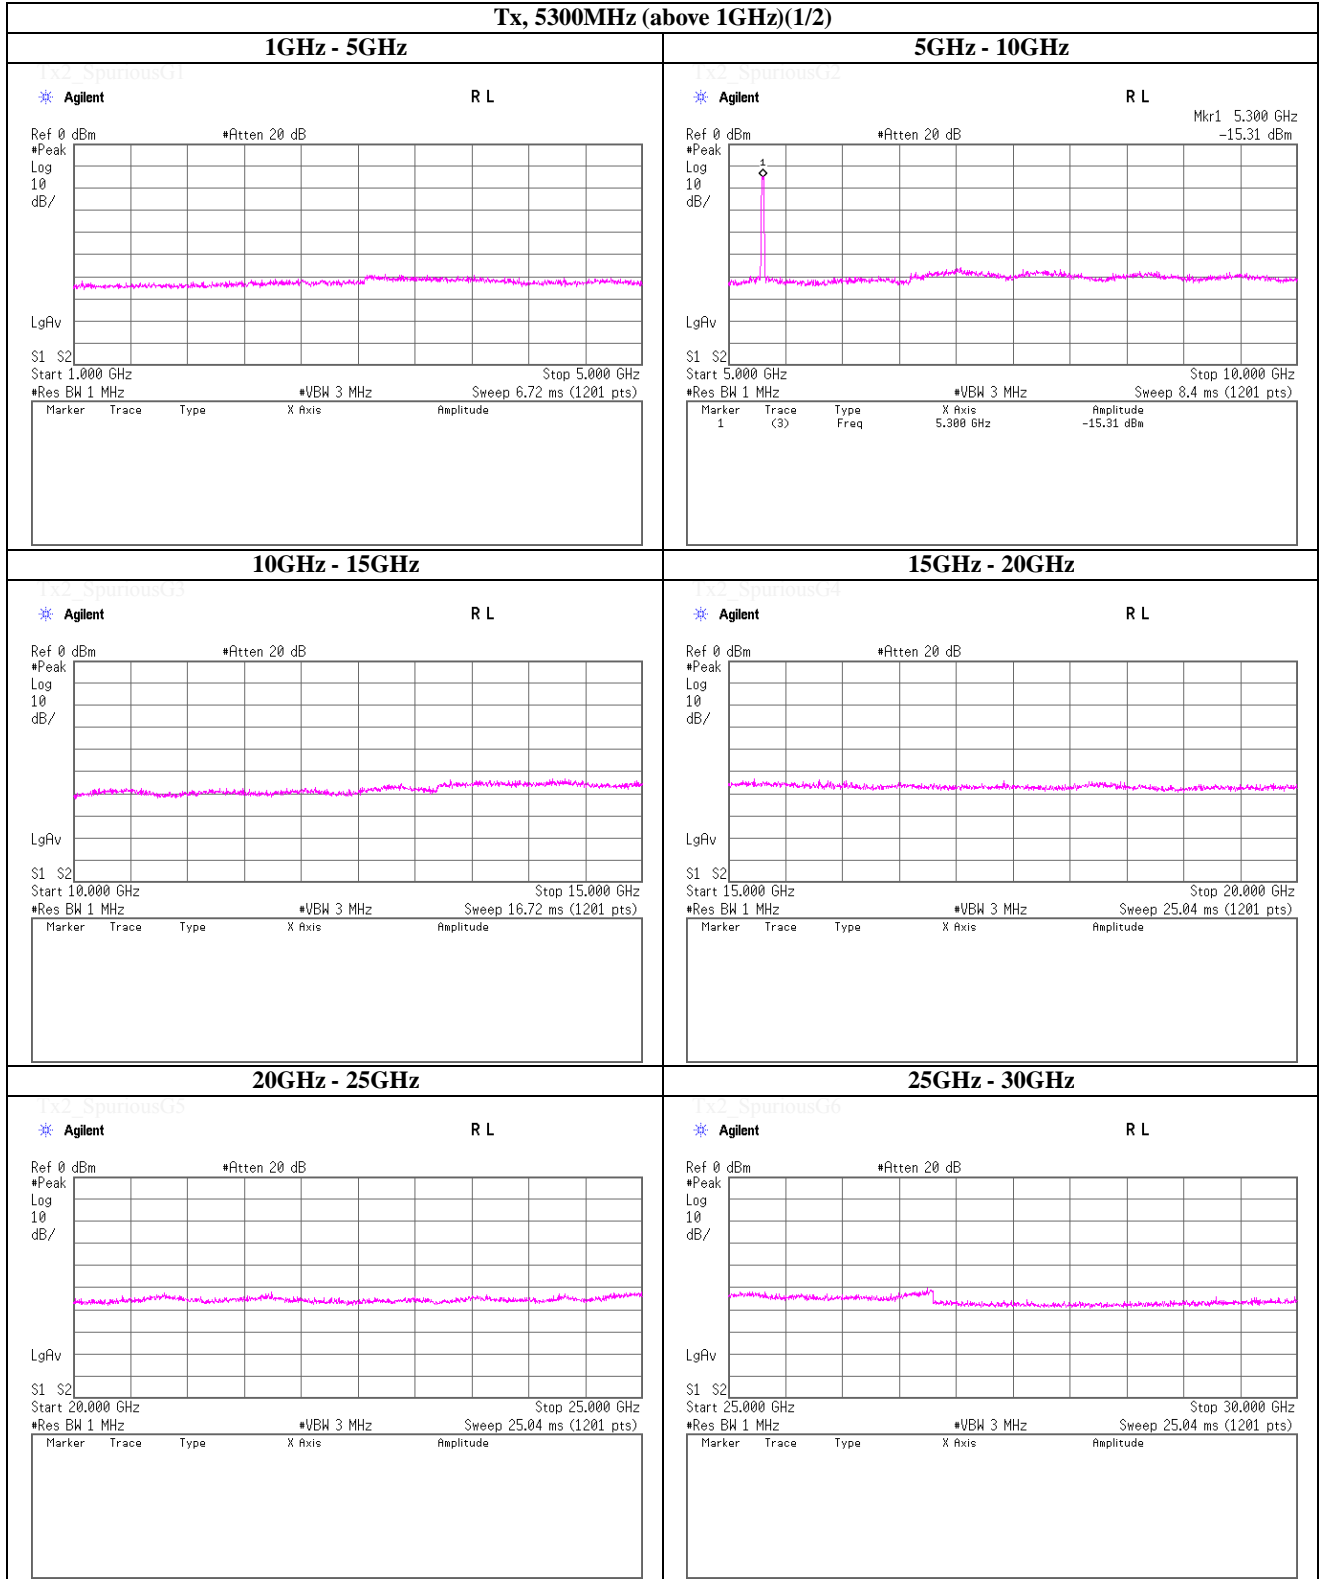 Tx, 5300MHz (above 1GHz)(1/2)
1GHz - 5GHz
Tx2_SpuriousG1
Agilent R L
Ref 0 dBm #Atten 20 dB
#Peak
Log
10
dB/
LgAv
S1 S2
Start 1.000 GHz Stop 5.000 GHz
#Res BW 1 MHz #VBW 3 MHz Sweep 6.72 ms (1201 pts)
Marker Trace Type X Axis Amplitude
5GHz - 10GHz
Tx2_SpuriousG2
Agilent R L
Mkr1 5.300 GHz
Ref 0 dBm #Atten 20 dB -15.31 dBm
#Peak
Log
10
dB/
1
LgAv
S1 S2
Start 5.000 GHz Stop 10.000 GHz
#Res BW 1 MHz #VBW 3 MHz Sweep 8.4 ms (1201 pts)
Marker Trace Type X Axis Amplitude
1 (3) Freq 5.300 GHz -15.31 dBm
10GHz - 15GHz
Tx2_SpuriousG3
Agilent R L
Ref 0 dBm #Atten 20 dB
#Peak
Log
10
dB/
LgAv
S1 S2
Start 10.000 GHz Stop 15.000 GHz
#Res BW 1 MHz #VBW 3 MHz Sweep 16.72 ms (1201 pts)
Marker Trace Type X Axis Amplitude
15GHz - 20GHz
Tx2_SpuriousG4
Agilent R L
Ref 0 dBm #Atten 20 dB
#Peak
Log
10
dB/
LgAv
S1 S2
Start 15.000 GHz Stop 20.000 GHz
#Res BW 1 MHz #VBW 3 MHz Sweep 25.04 ms (1201 pts)
Marker Trace Type X Axis Amplitude
20GHz - 25GHz
Tx2_SpuriousG5
Agilent R L
Ref 0 dBm #Atten 20 dB
#Peak
Log
10
dB/
LgAv
S1 S2
Start 20.000 GHz Stop 25.000 GHz
#Res BW 1 MHz #VBW 3 MHz Sweep 25.04 ms (1201 pts)
Marker Trace Type X Axis Amplitude
25GHz - 30GHz
Tx2_SpuriousG6
Agilent R L
Ref 0 dBm #Atten 20 dB
#Peak
Log
10
dB/
LgAv
S1 S2
Start 25.000 GHz Stop 30.000 GHz
#Res BW 1 MHz #VBW 3 MHz Sweep 25.04 ms (1201 pts)
Marker Trace Type X Axis Amplitude